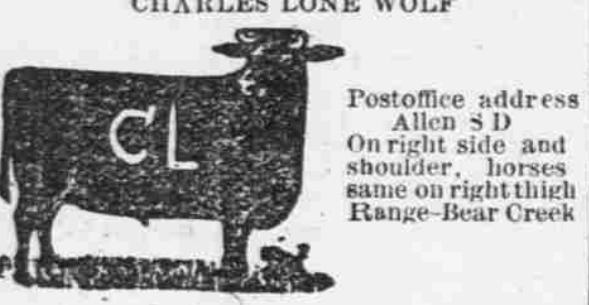 CHARLES LONE WOLF
CL
Postoffice address
Allen S D
On right side and
shoulder, horses
same on right thigh
Range-Bear Creek